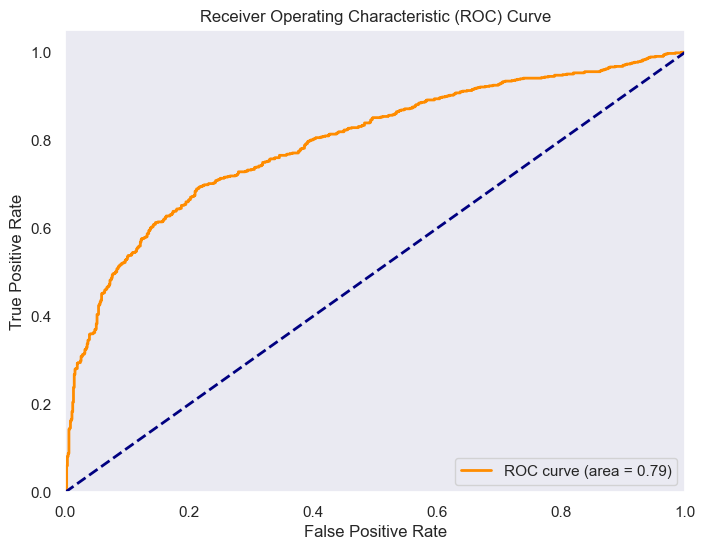 Receiver Operating Characteristic (ROC) Curve
1.0
0.8
0.6
0.4
0.2
0.0
True Positive Rate
ROC curve (area = 0.79)
0.0 0.2 0.4 0.6 0.8 1.0
False Positive Rate